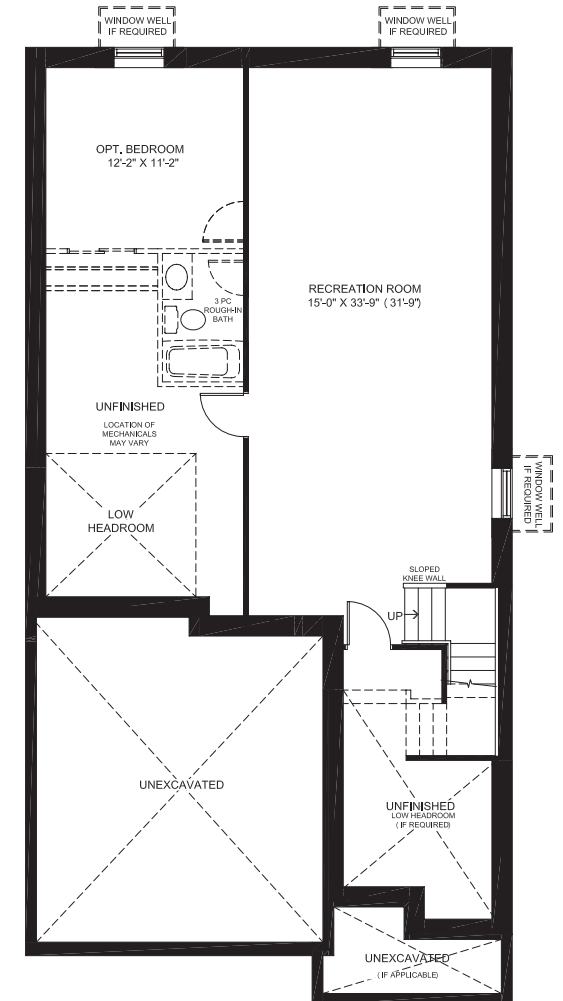 WINDOW WELL
IF REQUIRED
WINDOW WELL
IF REQUIRED
OPT. BEDROOM
12'-2" X 11'-2"
RECREATION ROOM
15'-0" X 33'-9" ( 31'-9")
3 PC
ROUGH-IN
BATH
UNFINISHED
LOCATION OF
MECHANICALS
MAY VARY
WINDOW WELL
IF REQUIRED
LOW
HEADROOM
SLOPED
KNEE WALL
UP
UNEXCAVATED
UNFINISHED
LOW HEADROOM
( IF REQUIRED)
UNEXCAVATED
( IF APPLICABLE)